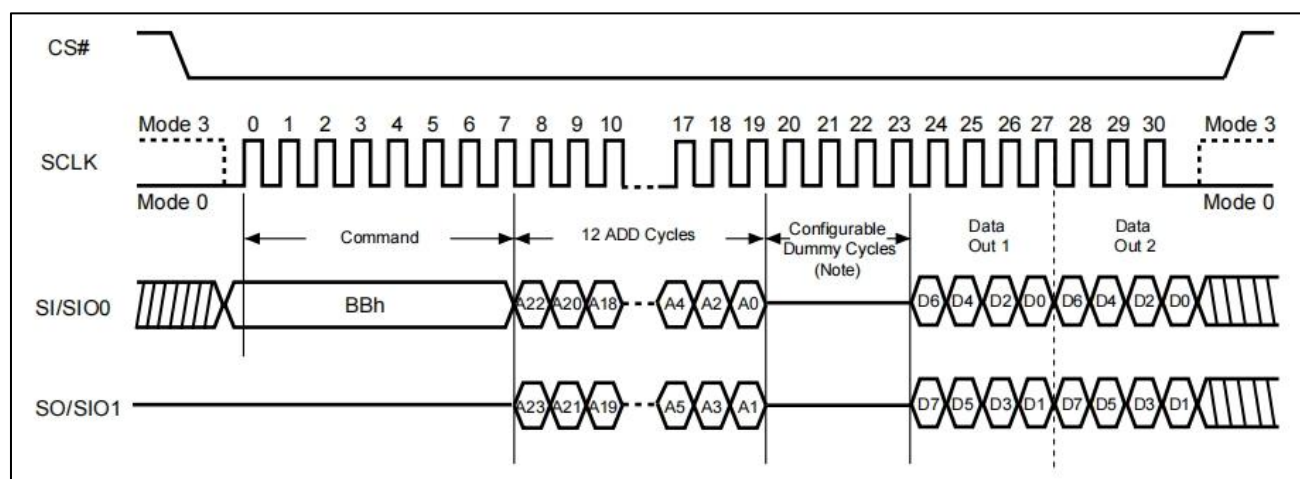 CS#
Mode 3 0 1 2 3 4 5 6 7 8 9 10 17 18 19 20 21 22 23 24 25 26 27 28 29 30 Mode 3
SCLK
Mode 0 Mode 0
Command 12 ADD Cycles Configurable Data Data
Dummy Cycles Out 1 Out 2
(Note)
SI/SIO0 BBh A22 A20 A18 A4 A2 A0 D6 D4 D2 D0 D6 D4 D2 D0
SO/SIO1 A23 A21 A19 A5 A3 A1 D7 D5 D3 D1 D7 D5 D3 D1